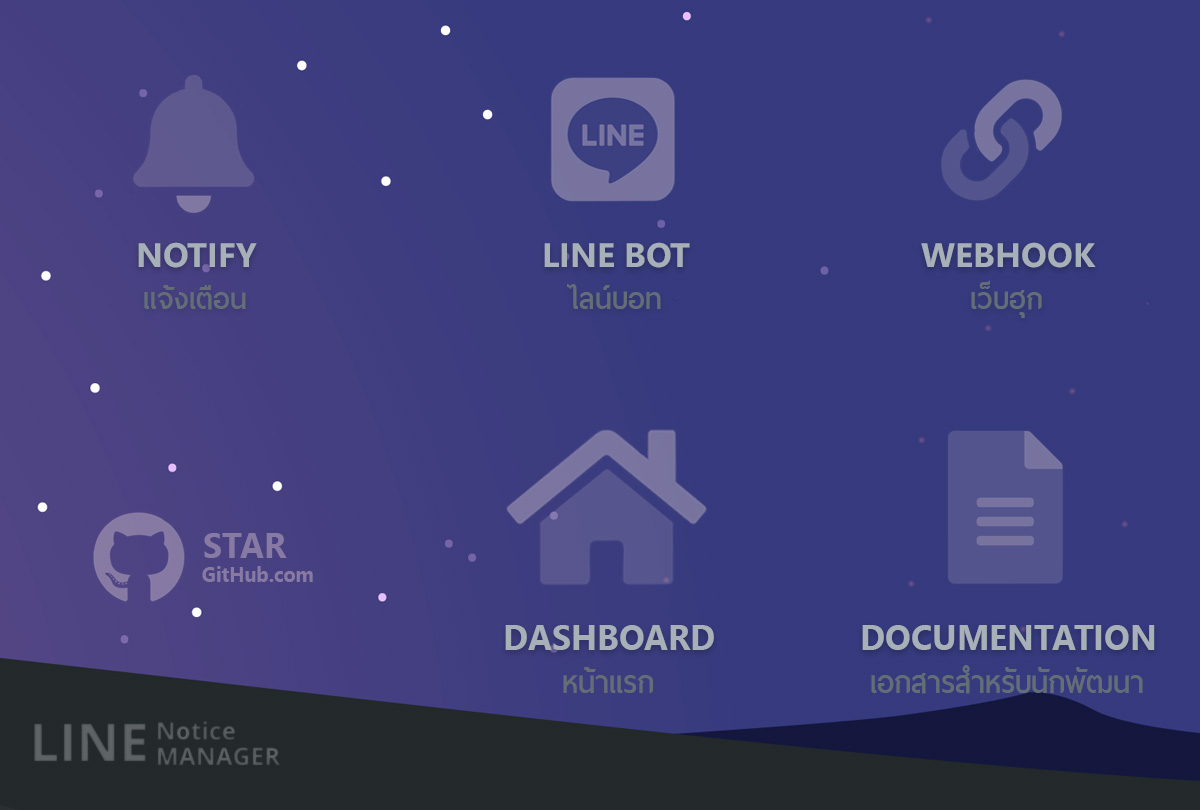 LINE
NOTIFY
แจ้งเตือน
LINE BOT
ไลน์บอท
WEBHOOK
เว็บฮุก
STAR
GitHub.com
DASHBOARD
หน้าแรก
DOCUMENTATION
เอกสารสำหรับนักพัฒนา
LINE Notice
MANAGER